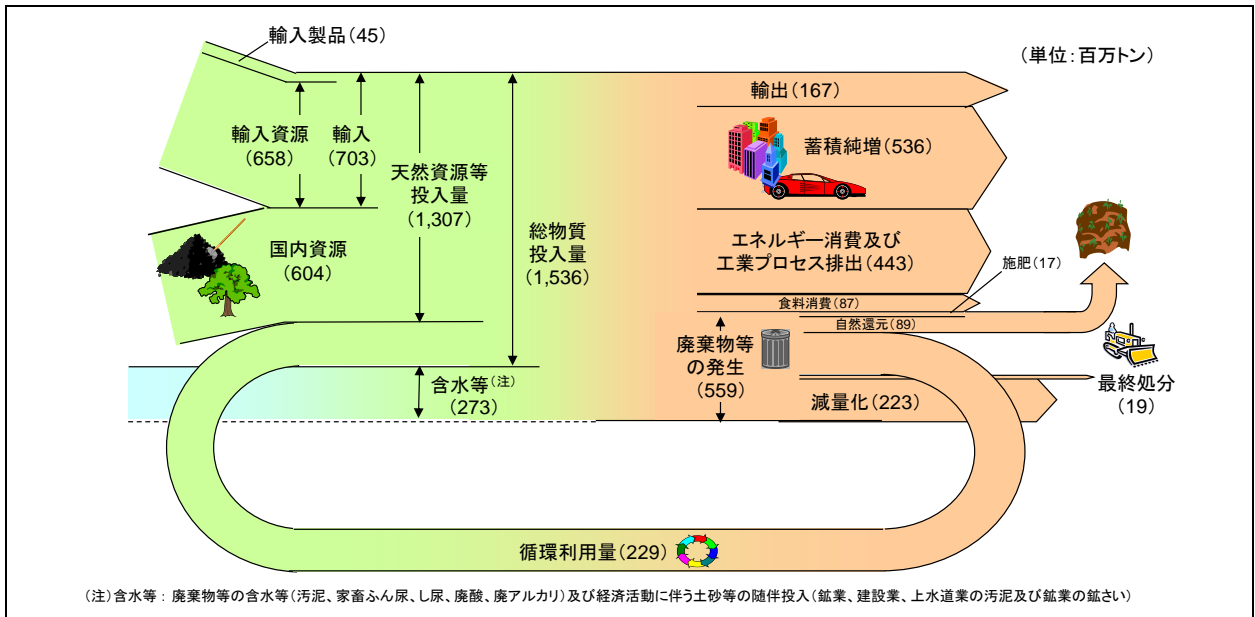 輸入製品(45)
(単位:百万トン)
輸入資源
(658)
輸入
(703)
天然資源等
投入量
(1,307)
国内資源
(604)
総物質
投入量
(1,536)
含水等(注)
(273)
輸出(167)
蓄積純増(536)
エネルギー消費及び
工業プロセス排出(443)
施肥(17)
食料消費(87)
自然還元(89)
廃棄物等
の発生
(559)
減量化(223)
最終処分
(19)
循環利用量(229)
(注)含水等: 廃棄物等の含水等(汚泥、家畜ふん尿、し尿、廃酸、廃アルカリ)及び経済活動に伴う土砂等の随伴投入(鉱業、建設業、上水道業の汚泥及び鉱業の鉱さい)